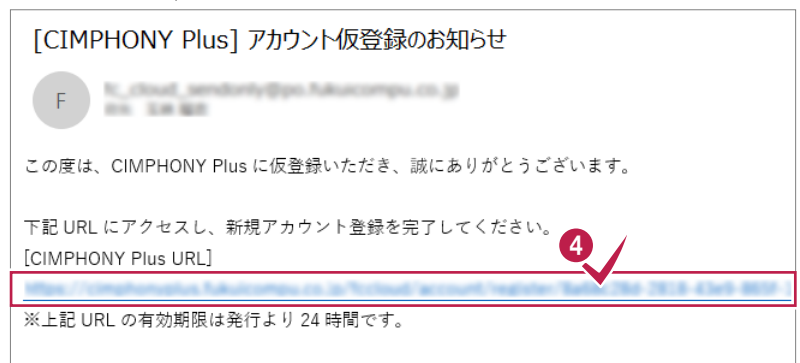 [CIMPHONY Plus] アカウント仮登録のお知らせ
F
この度は、CIMPHONY Plus に仮登録いただき、誠にありがとうございます。
下記 URL にアクセスし、新規アカウント登録を完了してください。
4
[CIMPHONY Plus URL]
※上記 URL の有効期限は発行より 24 時間です。